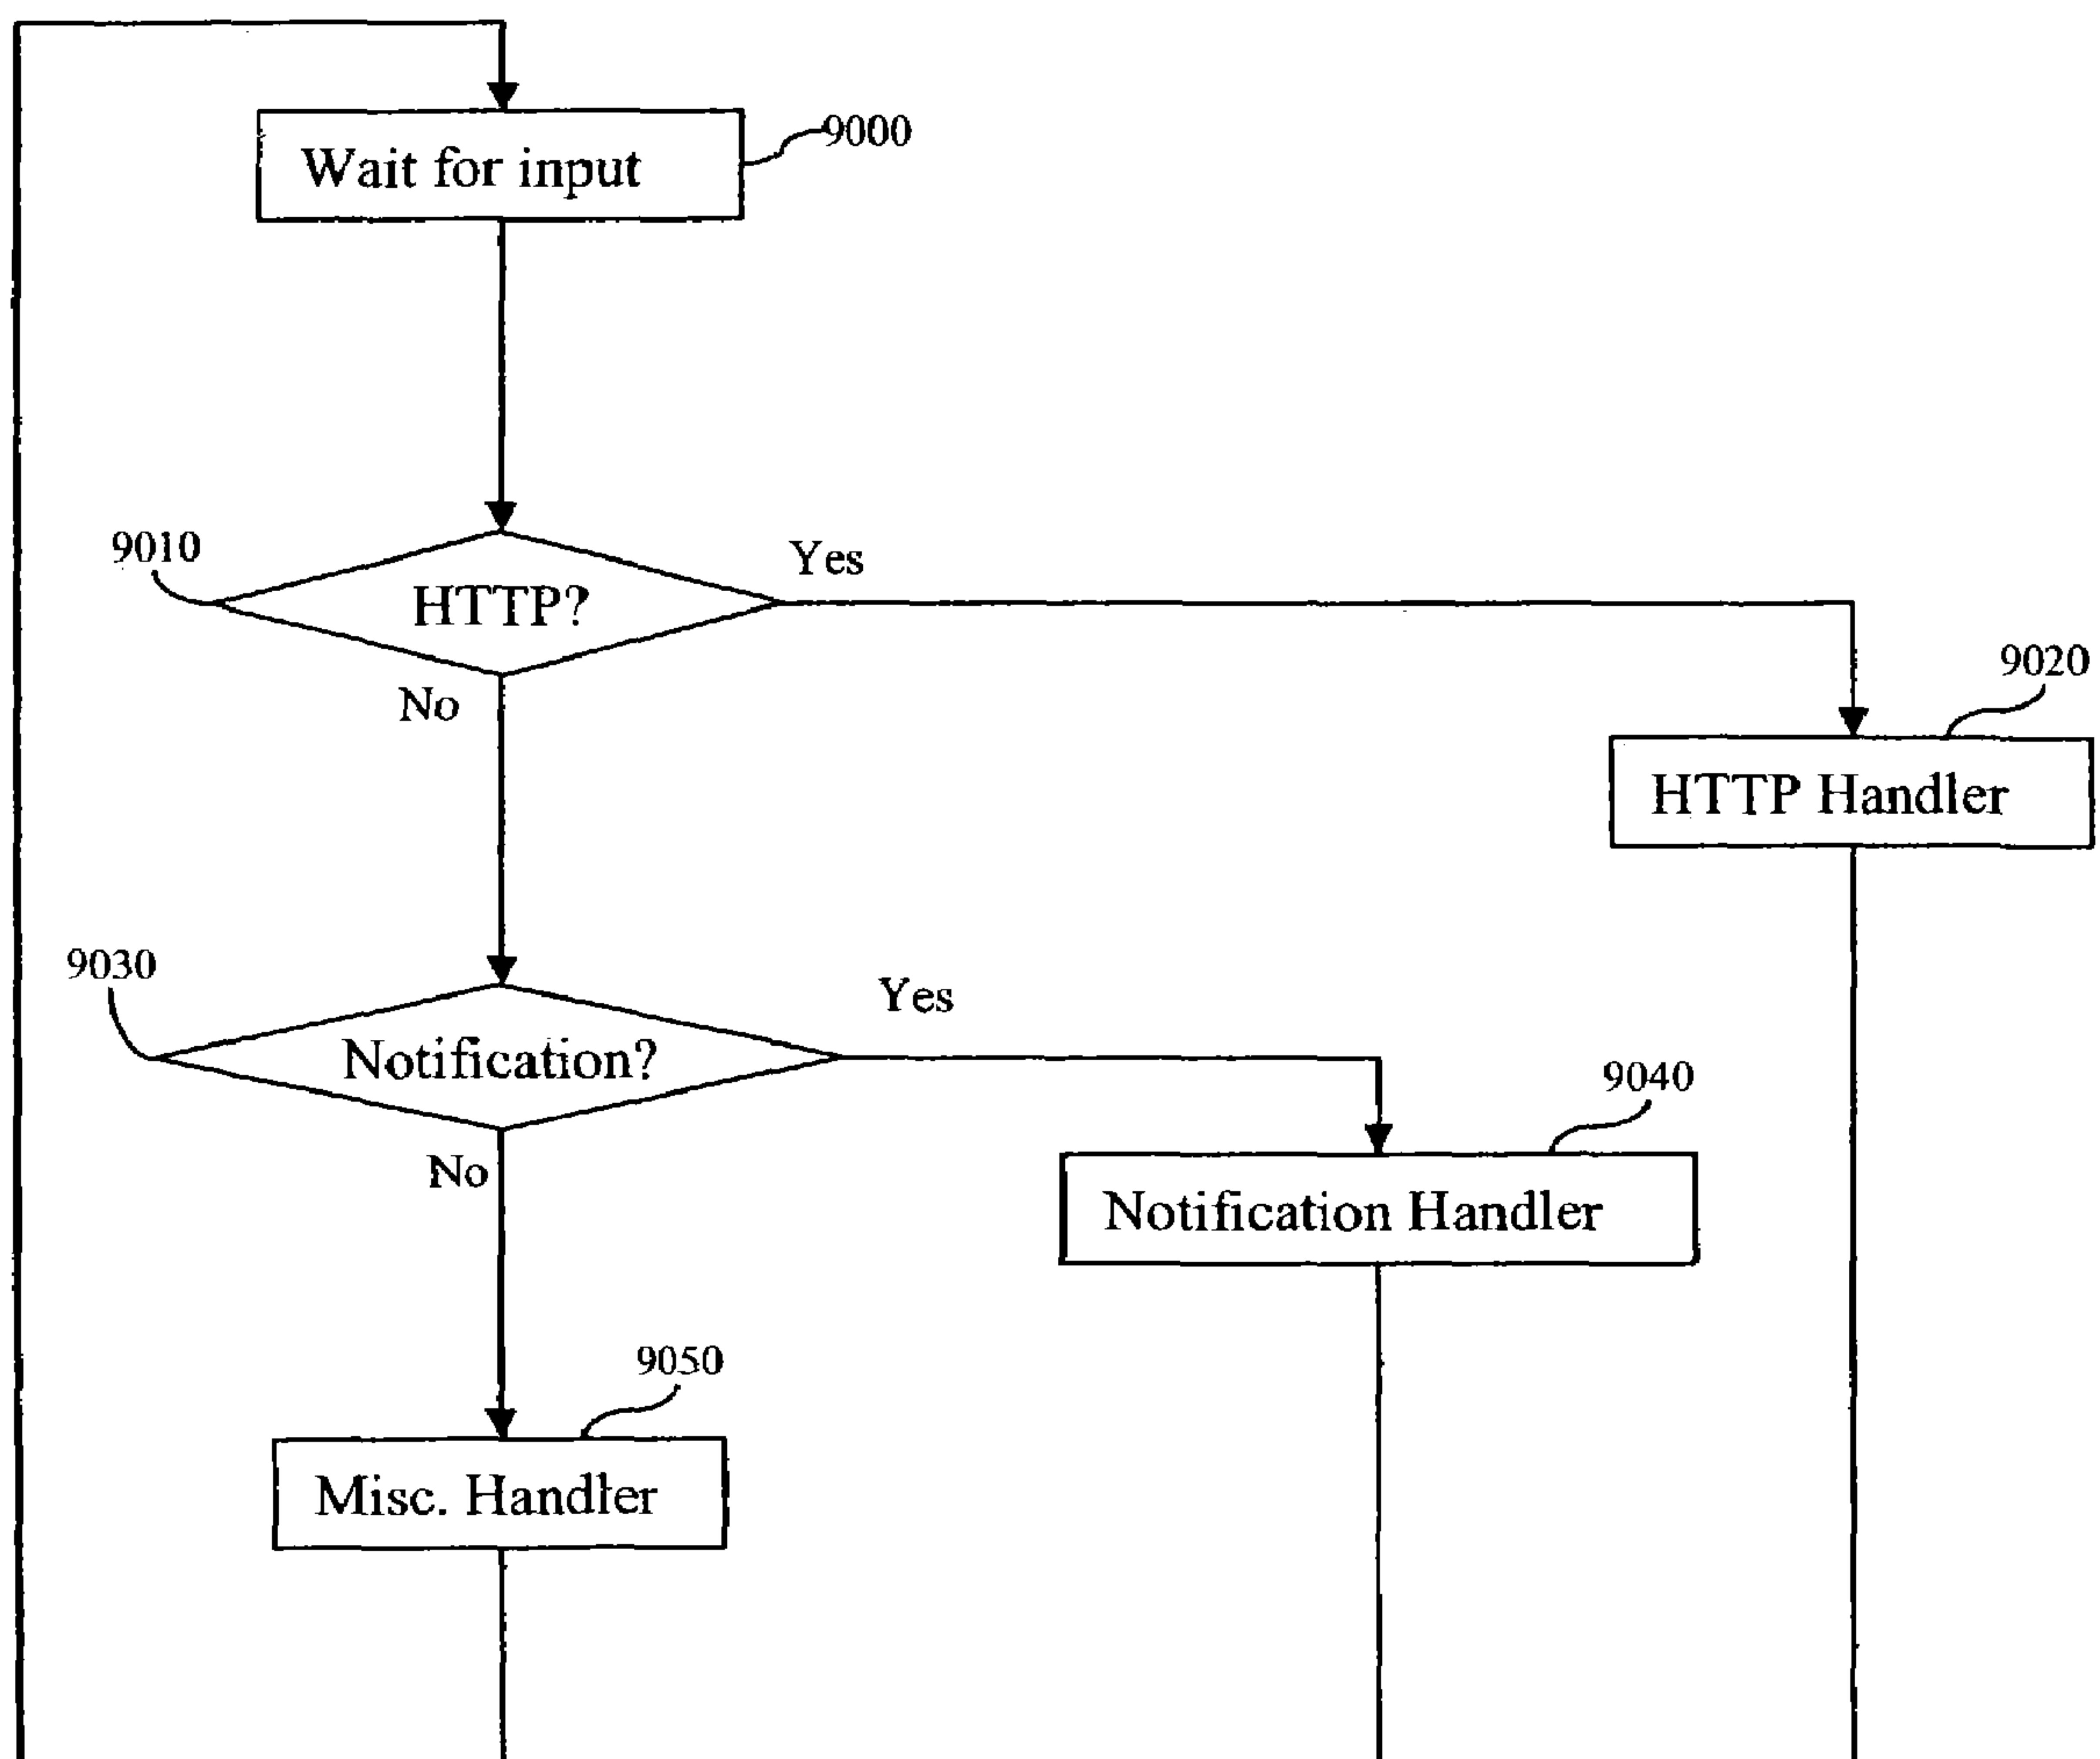 9000
Wait for input
9010
HTTP?
Yes
No
9020
HTTP Handler
9030
Notification?
Yes
No
9040
Notification Handler
9050
Misc. Handler